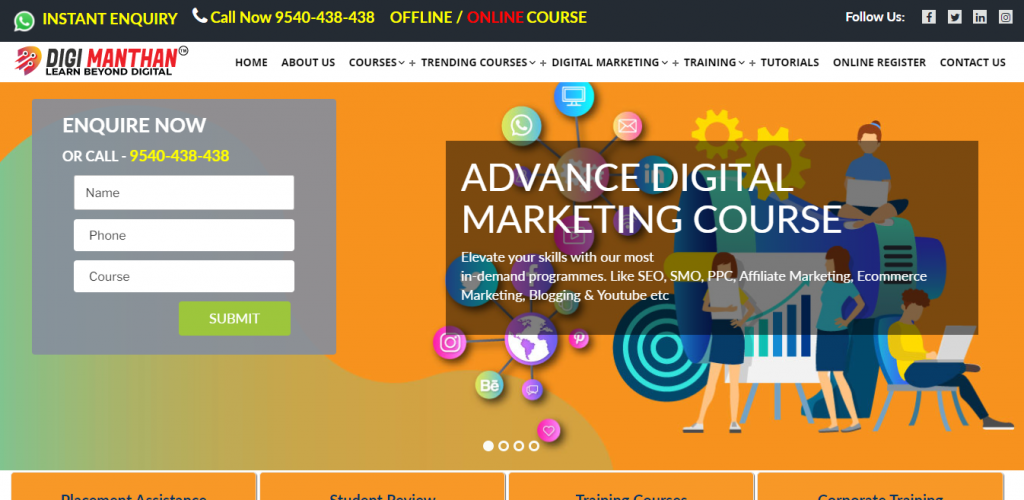 INSTANT ENQUIRY Call Now 9540-438-438 OFFLINE / ONLINE COURSE Follow Us:
DIGI MANTHAN TM
LEARN BEYOND DIGITAL
HOME ABOUT US COURSES + TRENDING COURSES + DIGITAL MARKETING + TRAINING + TUTORIALS ONLINE REGISTER CONTACT US
ENQUIRE NOW
OR CALL - 9540-438-438
Name
Phone
Course
SUBMIT
ADVANCE DIGITAL
MARKETING COURSE
Elevate your skills with our most
in-demand programmes. Like SEO, SMO, PPC, Affiliate Marketing, Ecommerce
Marketing, Blogging & Youtube etc
Bē
Placement Assistance Student Review Training Courses Corporate Training